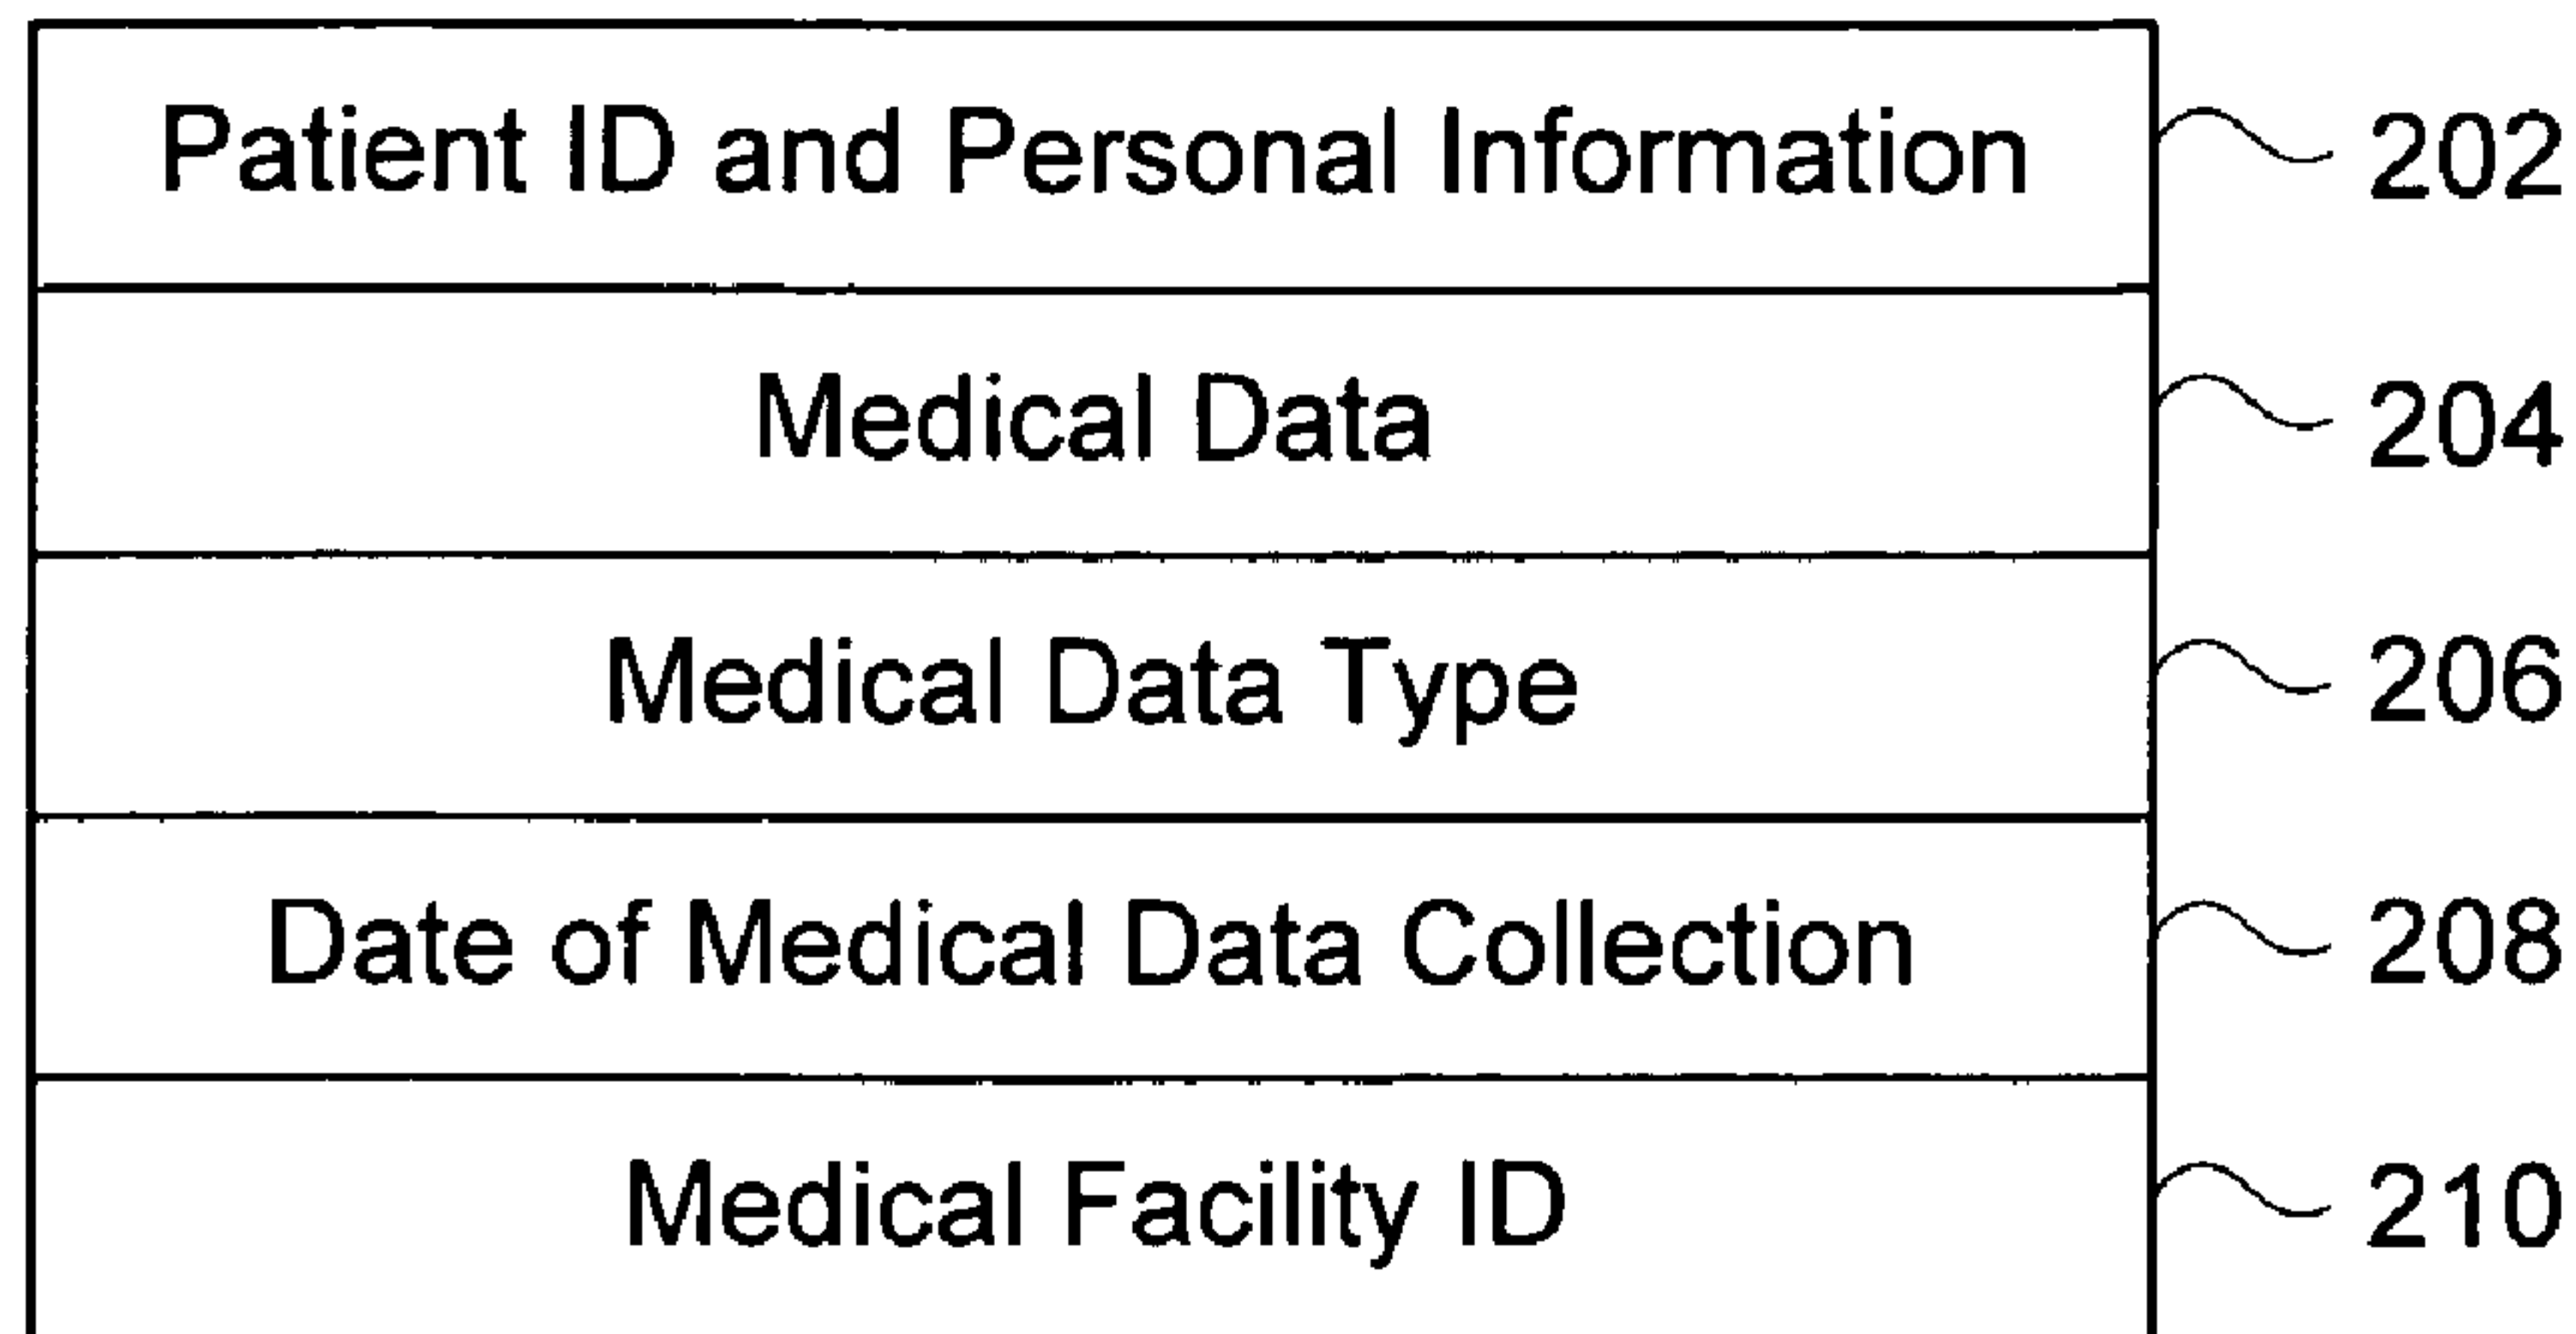 Patient ID and Personal Information 202
Medical Data 204
Medical Data Type 206
Date of Medical Data Collection 208
Medical Facility ID 210